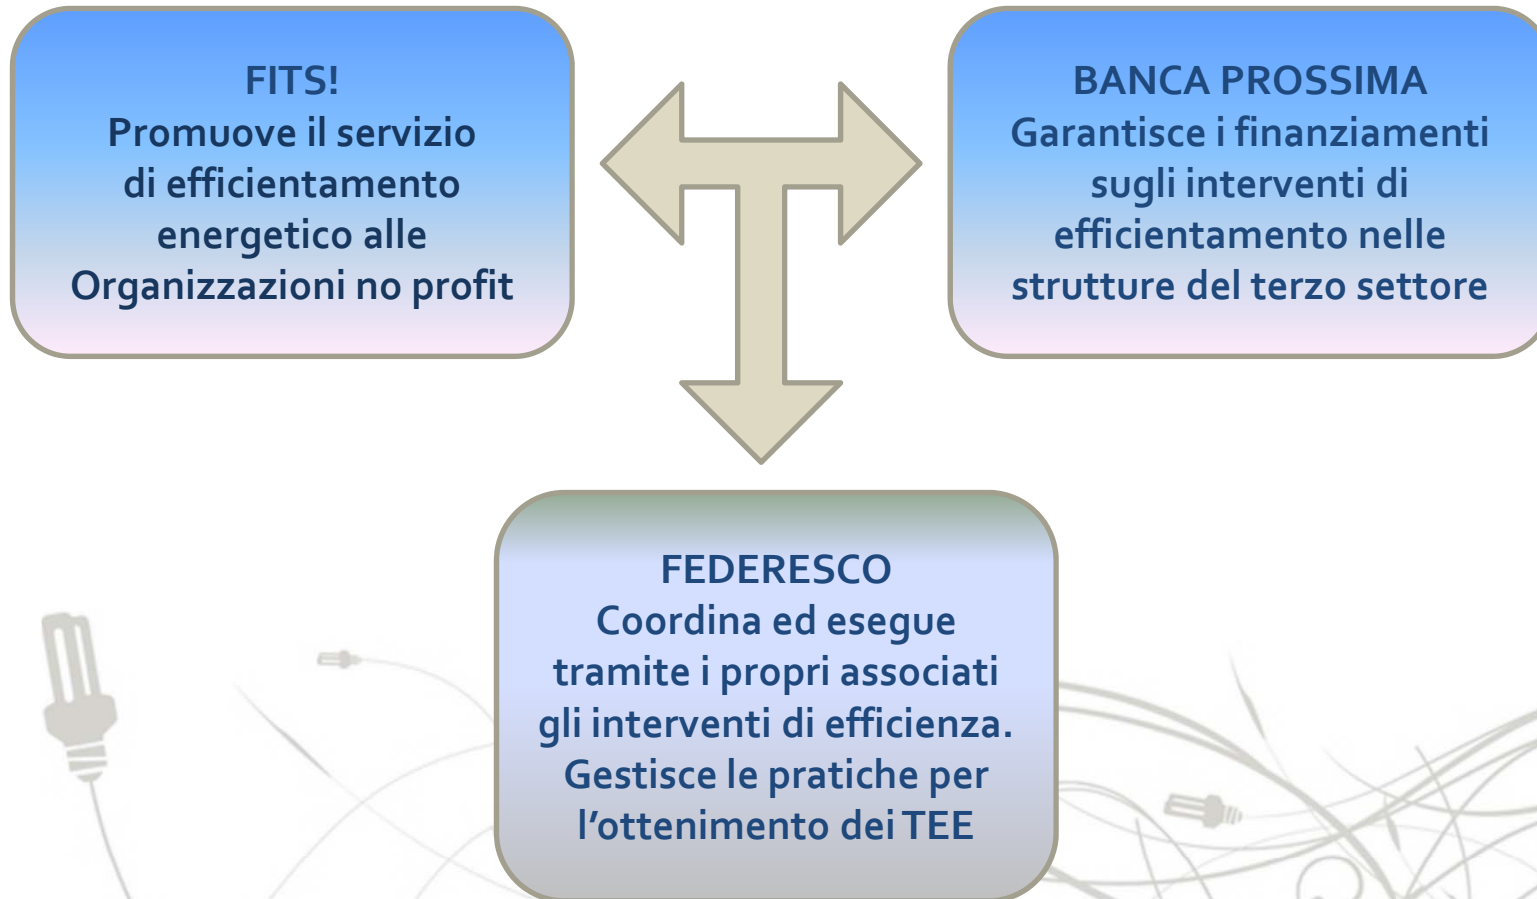 FITS!
Promuove il servizio
di efficientamento
energetico alle
Organizzazioni no profit
BANCA PROSSIMA
Garantisce i finanziamenti
sugli interventi di
efficientamento nelle
strutture del terzo settore
FEDERESCO
Coordina ed esegue
tramite i propri associati
gli interventi di efficienza.
Gestisce le pratiche per
l’ottenimento dei TEE